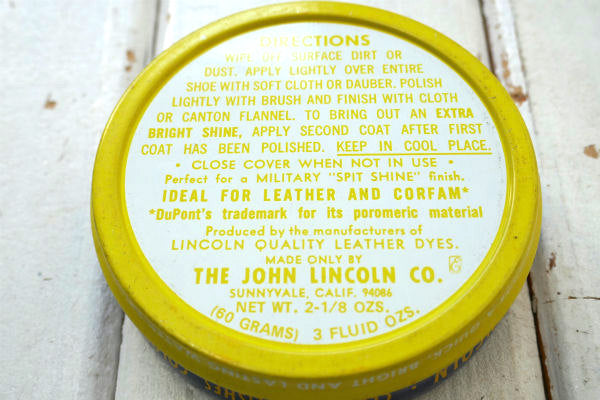 DIRECTIONS
WIPE OFF SURFACE DIRT OR
DUST. APPLY LIGHTLY OVER ENTIRE
SHOE WITH SOFT CLOTH OR DAUBER. POLISH
LIGHTLY WITH BRUSH AND FINISH WITH CLOTH
OR CANTON FLANNEL. TO BRING OUT AN EXTRA
BRIGHT SHINE, APPLY SECOND COAT AFTER FIRST
COAT HAS BEEN POLISHED. KEEP IN COOL PLACE.
• CLOSE COVER WHEN NOT IN USE •
Perfect for a MILITARY "SPIT SHINE" finish.
IDEAL FOR LEATHER AND CORFAM*
*DuPont's trademark for its poromeric material
Produced by the manufacturers of
LINCOLN QUALITY LEATHER DYES.
MADE ONLY BY
THE JOHN LINCOLN CO.
SUNNYVALE, CALIF. 94086
NET WT. 2-1/8 OZS.
(60 GRAMS) 3 FLUID OZS.
QUICK, BRIGHT AND LASTING